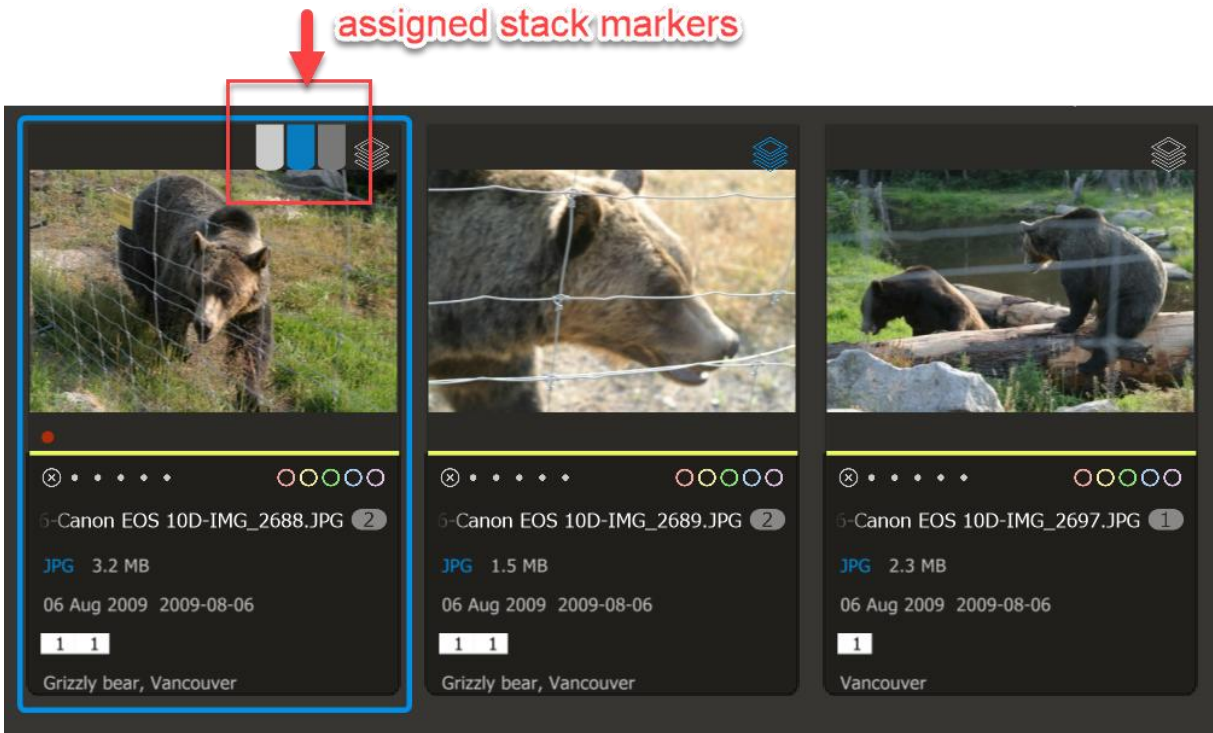 assigned stack markers
6-Canon EOS 10D-IMG_2688.JPG 2
JPG 3.2 MB
06 Aug 2009 2009-08-06
1 1
Grizzly bear, Vancouver
6-Canon EOS 10D-IMG_2689.JPG 2
JPG 1.5 MB
06 Aug 2009 2009-08-06
1 1
Grizzly bear, Vancouver
6-Canon EOS 10D-IMG_2697.JPG 1
JPG 2.3 MB
06 Aug 2009 2009-08-06
1
Vancouver